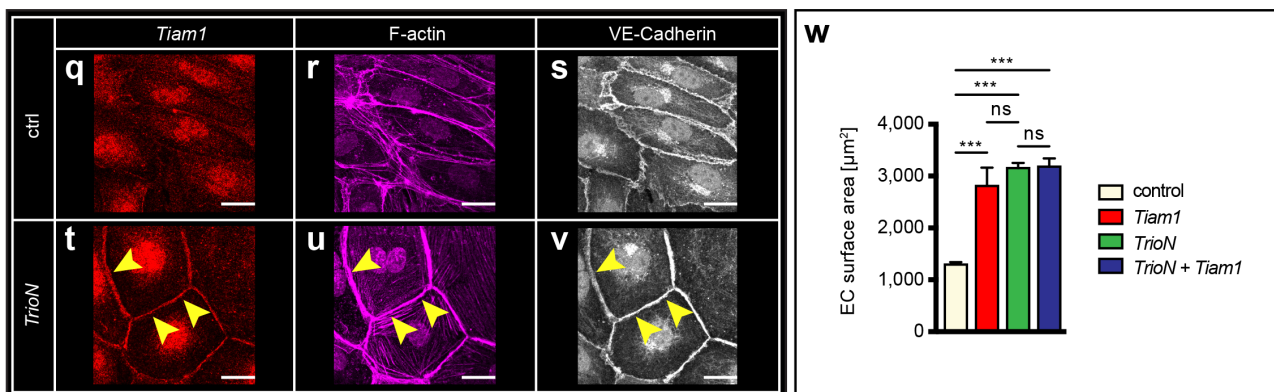 Tiam1 F-actin VE-Cadherin
ctrl
q r s
TrioN
t u v
w
EC surface area [µm²]
4,000
3,000
2,000
1,000
0
***
***
ns
ns
***
control
Tiam1
TrioN
TrioN + Tiam1